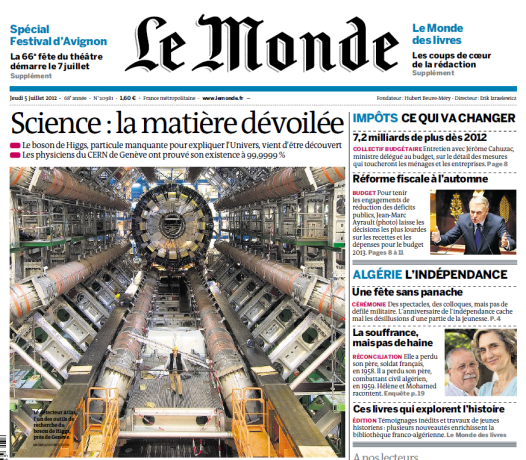 Spécial
Festival d'Avignon
La 66e fête du théâtre
démarre le 7 juillet
Supplément
Le Monde
Le Monde
des livres
Les coups de cœur
de la rédaction
Supplément
Jeudi 5 juillet 2012 - 68e année - N°20981 - 1,60 € - France métropolitaine - www.lemonde.fr —
Fondateur : Hubert Beuve-Méry - Directeur : Erik Izraelewicz
Science : la matière dévoilée
Le boson de Higgs, particule manquante pour expliquer l'Univers, vient d'être découvert
Les physiciens du CERN de Genève ont prouvé son existence à 99,9999 %
Le détecteur Atlas,
l'un des outils de
recherche du
boson de Higgs,
près de Genève
IMPÔTS CE QUI VA CHANGER
7,2 milliards de plus dès 2012
COLLECTIF BUDGÉTAIRE Entretien avec Jérôme Cahuzac,
ministre délégué au budget, sur le détail des mesures
qui toucheront les ménages et les entreprises. Page 8
Réforme fiscale à l'automne
BUDGET Pour tenir
les engagements de
réduction des déficits
publics, Jean-Marc
Ayrault (photo) laisse les
décisions les plus lourdes
sur les recettes et les
dépenses pour le budget
2013. Pages 8 à 11
ALGÉRIE L'INDÉPENDANCE
Une fête sans panache
CÉRÉMONIE Des spectacles, des colloques, mais pas de
défilé militaire. L'anniversaire de l'indépendance cache
mal les désillusions d'une partie de la jeunesse. P. 4
La souffrance,
mais pas de haine
RÉCONCILIATION Elle a perdu
son père, soldat français,
en 1958. Il a perdu son père,
combattant civil algérien,
en 1959. Hélène et Mohamed
racontent. Enquête p. 19
Ces livres qui explorent l'histoire
ÉDITION Témoignages inédits et travaux de jeunes
historiens : plusieurs nouveautés enrichissent la
bibliothèque franco-algérienne. Le Monde des livres
A nos lecteurs